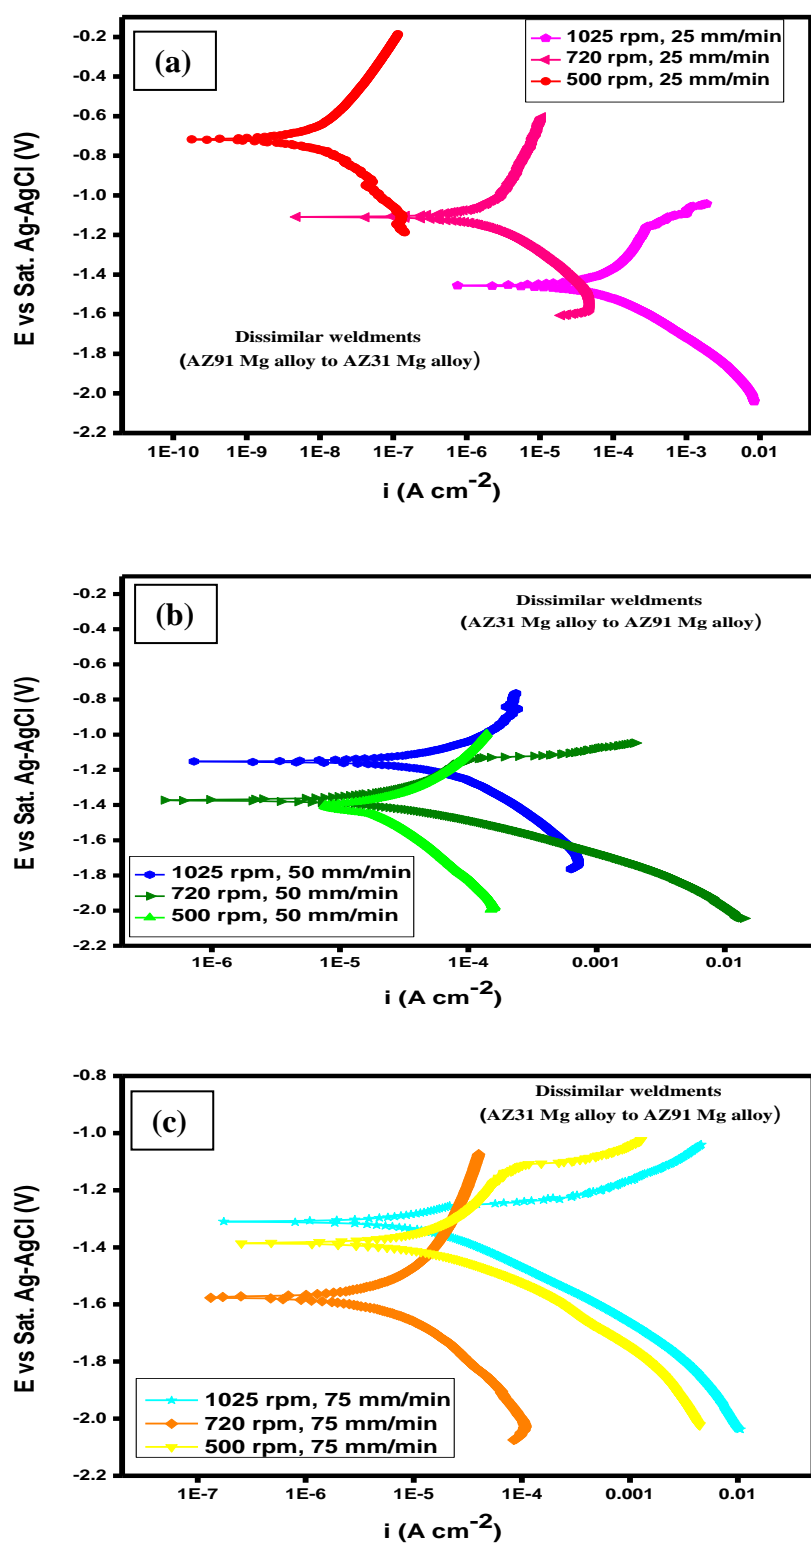 (a)
1025 rpm, 25 mm/min
720 rpm, 25 mm/min
500 rpm, 25 mm/min
E vs Sat. Ag-AgCl (V)
-0.2
-0.4
-0.6
-0.8
-1.0
-1.2
-1.4
-1.6
-1.8
-2.0
-2.2
Dissimilar weldments
(AZ91 Mg alloy to AZ31 Mg alloy)
1E-10 1E-9 1E-8 1E-7 1E-6 1E-5 1E-4 1E-3 0.01
i (A cm⁻²)
(b)
Dissimilar weldments
(AZ31 Mg alloy to AZ91 Mg alloy)
E vs Sat. Ag-AgCl (V)
-0.2
-0.4
-0.6
-0.8
-1.0
-1.2
-1.4
-1.6
-1.8
-2.0
-2.2
1025 rpm, 50 mm/min
720 rpm, 50 mm/min
500 rpm, 50 mm/min
1E-6 1E-5 1E-4 0.001 0.01
i (A cm⁻²)
(c)
Dissimilar weldments
(AZ31 Mg alloy to AZ91 Mg alloy)
E vs Sat. Ag-AgCl (V)
-0.8
-1.0
-1.2
-1.4
-1.6
-1.8
-2.0
-2.2
1025 rpm, 75 mm/min
720 rpm, 75 mm/min
500 rpm, 75 mm/min
1E-7 1E-6 1E-5 1E-4 0.001 0.01
i (A cm⁻²)